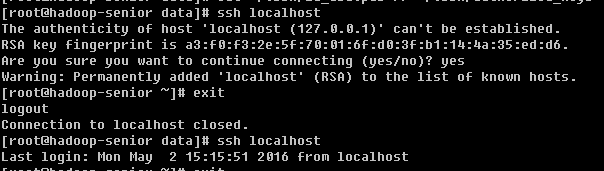 [root@hadoop-senior data]# ssh localhost
The authenticity of host 'localhost (127.0.0.1)' can't be established.
RSA key fingerprint is a3:f0:f3:2e:5f:70:01:6f:d0:3f:b1:14:4a:35:ed:d6.
Are you sure you want to continue connecting (yes/no)? yes
Warning: Permanently added 'localhost' (RSA) to the list of known hosts.
[root@hadoop-senior ~]# exit
logout
Connection to localhost closed.
[root@hadoop-senior data]# ssh localhost
Last login: Mon May  2 15:15:51 2016 from localhost
[root@hadoop-senior ~]# exit